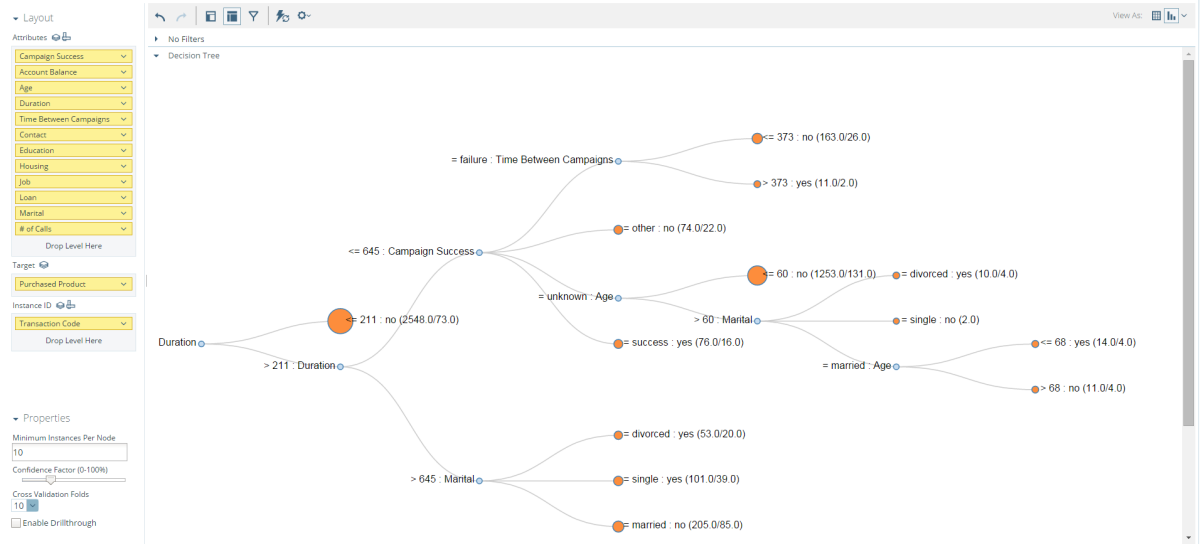 Layout
View As:
Attributes
No Filters
Decision Tree
Campaign Success
Account Balance
Age
Duration
Time Between Campaigns
Contact
Education
Housing
Job
Loan
Marital
# of Calls
Drop Level Here
Target
Purchased Product
Instance ID
Transaction Code
Drop Level Here
Properties
Minimum Instances Per Node
10
Confidence Factor (0-100%)
Cross Validation Folds
10
Enable Drillthrough
<= 373 : no (163.0/26.0)
= failure : Time Between Campaigns
> 373 : yes (11.0/2.0)
= other : no (74.0/22.0)
<= 645 : Campaign Success
<= 60 : no (1253.0/131.0)
= divorced : yes (10.0/4.0)
= unknown : Age
> 60 : Marital
= single : no (2.0)
<= 211 : no (2548.0/73.0)
Duration
= success : yes (76.0/16.0)
<= 68 : yes (14.0/4.0)
> 211 : Duration
= married : Age
> 68 : no (11.0/4.0)
= divorced : yes (53.0/20.0)
> 645 : Marital
= single : yes (101.0/39.0)
= married : no (205.0/85.0)